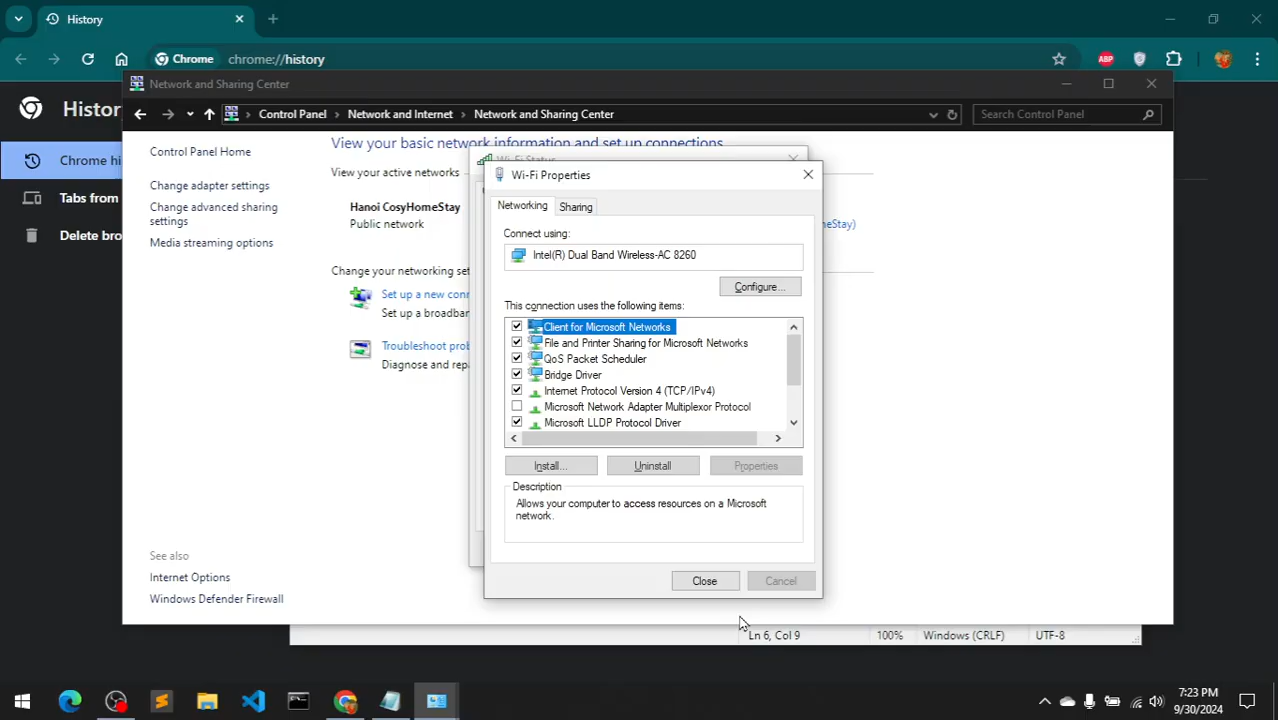 History
Chrome
chrome://history
ABP
Histor
Chrome hi
Tabs from
Delete bro
Network and Sharing Center
Control Panel
Network and Internet
Network and Sharing Center
Search Control Panel
Control Panel Home
Change adapter settings
Change advanced sharing
settings
Media streaming options
See also
Internet Options
Windows Defender Firewall
View your basic network information and set up connections
View your active networks
Hanoi CosyHomeStay
Public network
meStay)
Change your networking set
Set up a new conn
Set up a broadban
Troubleshoot prob
Diagnose and repa
Wi-Fi Status
Wi-Fi Properties
Networking
Sharing
Connect using:
Intel(R) Dual Band Wireless-AC 8260
Configure...
This connection uses the following items:
Client for Microsoft Networks
File and Printer Sharing for Microsoft Networks
QoS Packet Scheduler
Bridge Driver
Internet Protocol Version 4 (TCP/IPv4)
Microsoft Network Adapter Multiplexor Protocol
Microsoft LLDP Protocol Driver
Install...
Uninstall
Properties
Description
Allows your computer to access resources on a Microsoft
network.
Close
Cancel
Ln 6, Col 9
100%
Windows (CRLF)
UTF-8
7:23 PM
9/30/2024